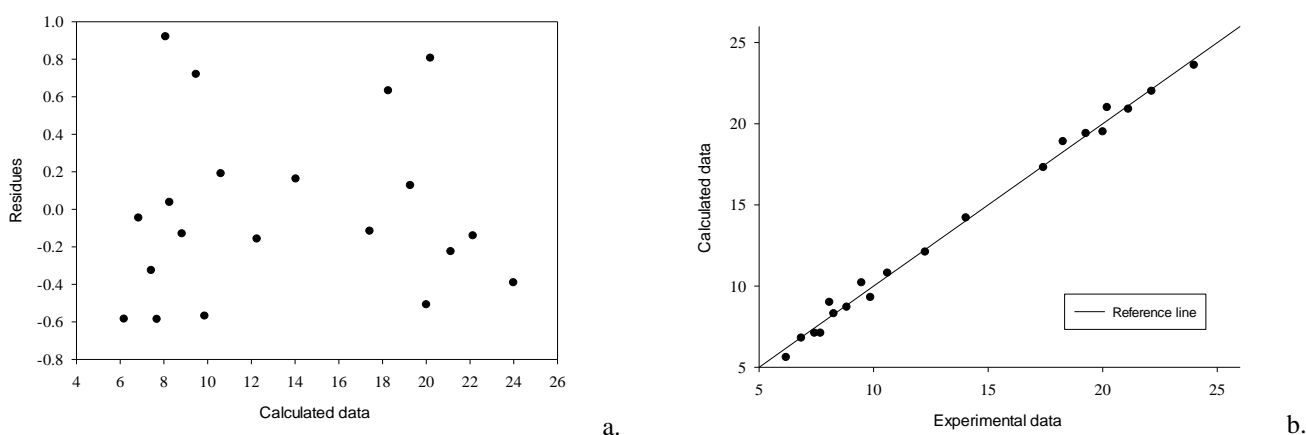 1.0
0.8
0.6
0.4
0.2
0.0
-0.2
-0.4
-0.6
-0.8
Residues
4 6 8 10 12 14 16 18 20 22 24 26
Calculated data
a.
25
20
15
10
5
Calculated data
Reference line
5 10 15 20 25
Experimental data
b.